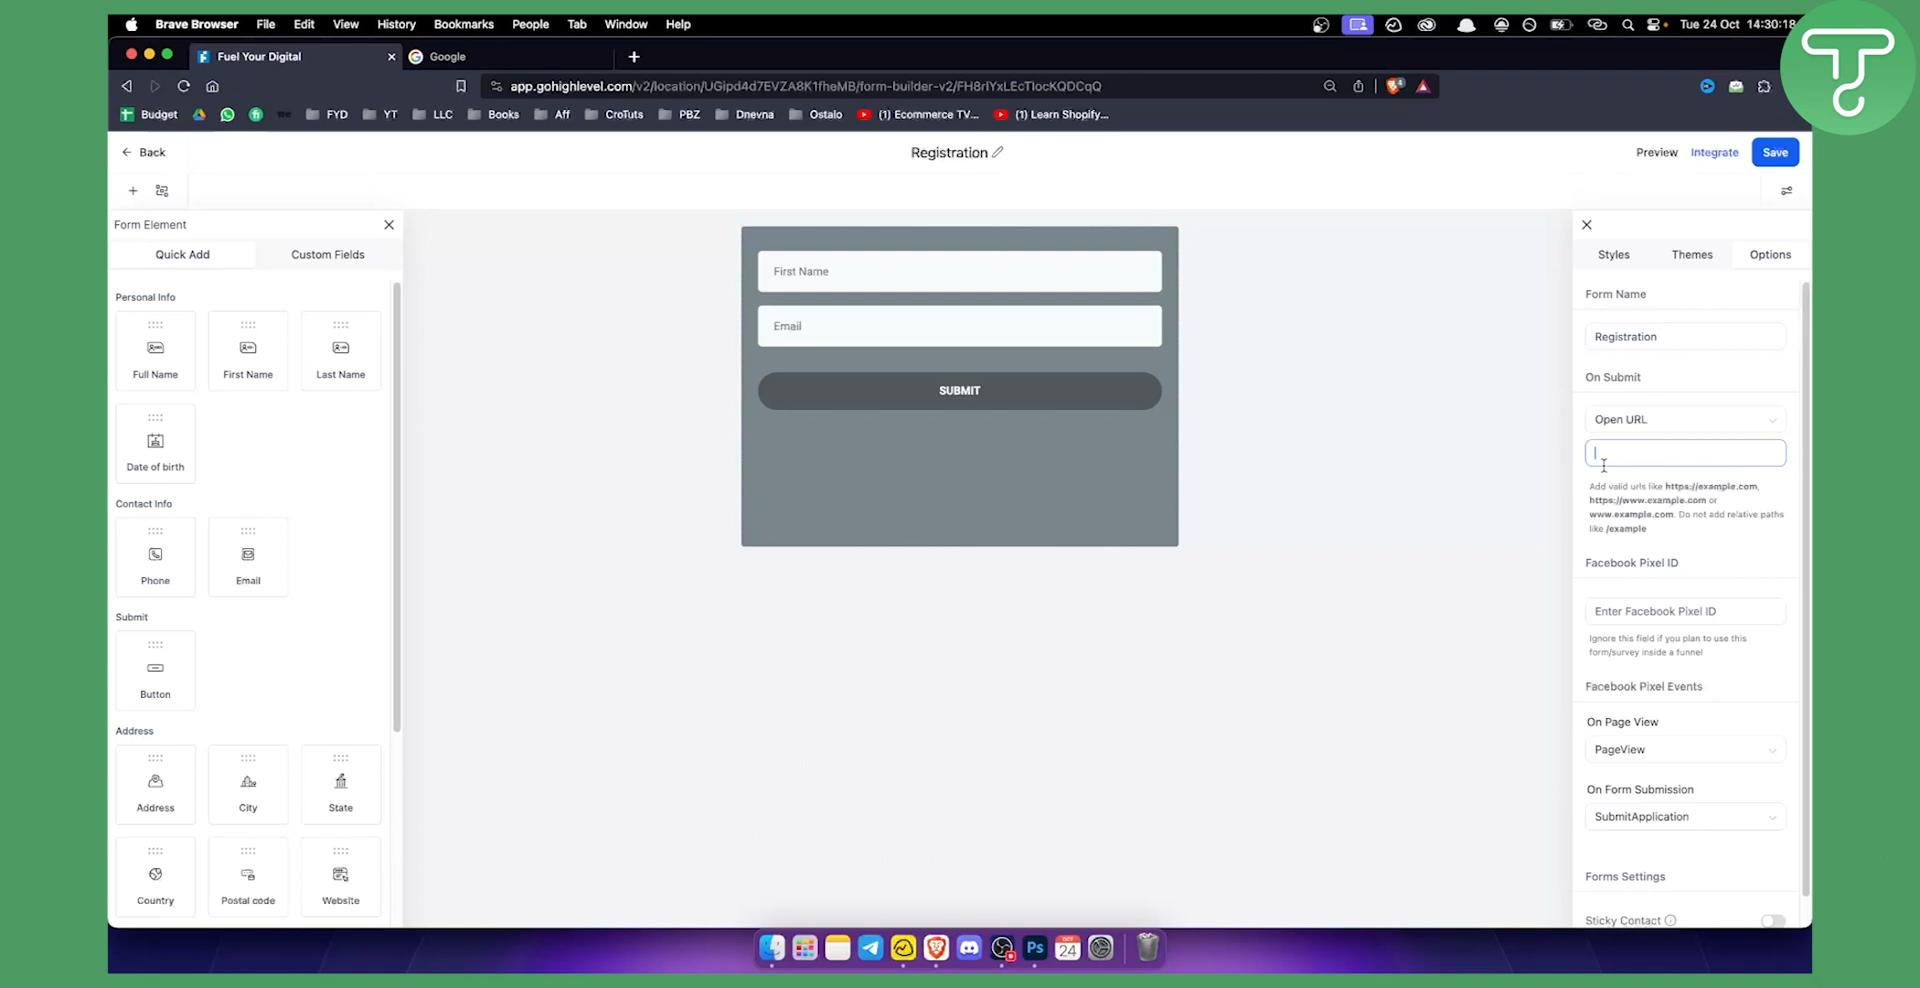 Brave Browser File Edit View History Bookmarks People Tab Window Help Tue 24 Oct 14:30:18
Fuel Your Digital
Google
app.gohighlevel.com/v2/location/UGipd4d7EVZA8K1fheMB/form-builder-v2/FH8rIYxLEcTIocKQDCqQ
Budget FYD YT LLC Books Aff CroTuts PBZ Dnevna Ostalo (1) Ecommerce TV... (1) Learn Shopify...
Back
Registration
Preview Integrate Save
Form Element
Quick Add Custom Fields
Personal Info
Full Name First Name Last Name
Date of birth
Contact Info
Phone Email
Submit
Button
Address
Address City State
Country Postal code Website
First Name
Email
SUBMIT
Styles Themes Options
Form Name
Registration
On Submit
Open URL
Add valid urls like https://example.com,
https://www.example.com or
www.example.com. Do not add relative paths
like /example
Facebook Pixel ID
Enter Facebook Pixel ID
Ignore this field if you plan to use this
form/survey inside a funnel
Facebook Pixel Events
On Page View
PageView
On Form Submission
SubmitApplication
Forms Settings
Sticky Contact
Ps
OCT
24